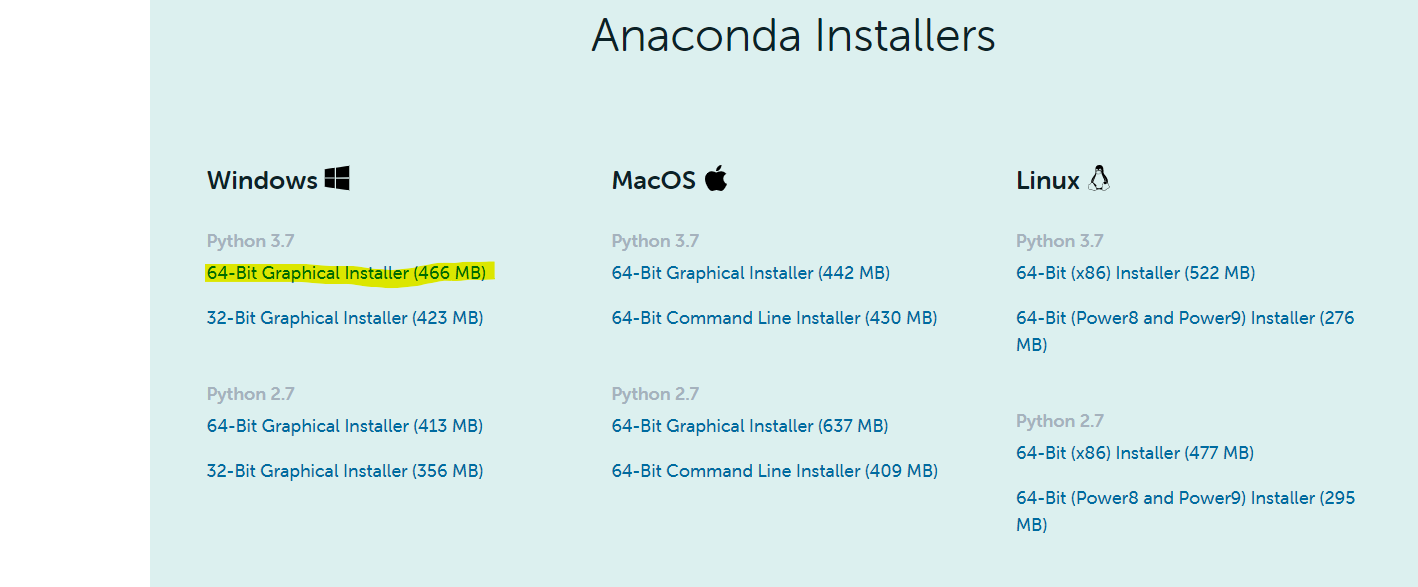 Anaconda Installers
Windows
Python 3.7
64-Bit Graphical Installer (466 MB)
32-Bit Graphical Installer (423 MB)
Python 2.7
64-Bit Graphical Installer (413 MB)
32-Bit Graphical Installer (356 MB)
MacOS
Python 3.7
64-Bit Graphical Installer (442 MB)
64-Bit Command Line Installer (430 MB)
Python 2.7
64-Bit Graphical Installer (637 MB)
64-Bit Command Line Installer (409 MB)
Linux
Python 3.7
64-Bit (x86) Installer (522 MB)
64-Bit (Power8 and Power9) Installer (276
MB)
Python 2.7
64-Bit (x86) Installer (477 MB)
64-Bit (Power8 and Power9) Installer (295
MB)